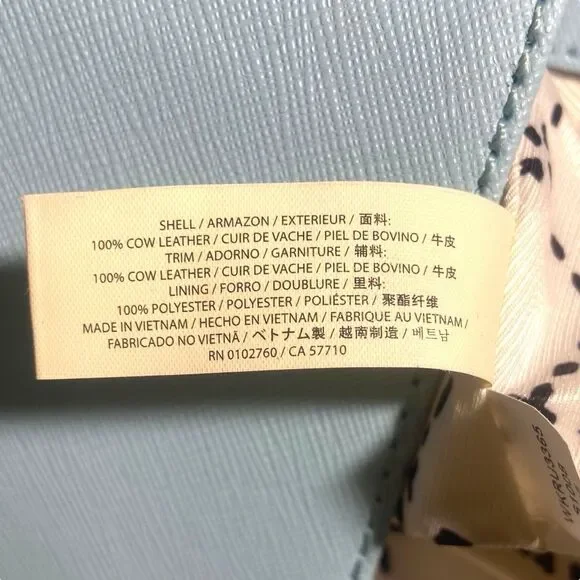 SHELL / ARMAZON / EXTERIEUR / 面料:
100% COW LEATHER / CUIR DE VACHE / PIEL DE BOVINO / 牛皮
TRIM / ADORNO / GARNITURE / 辅料:
100% COW LEATHER / CUIR DE VACHE / PIEL DE BOVINO / 牛皮
LINING / FORRO / DOUBLURE / 里料:
100% POLYESTER / POLYESTER / POLIÉSTER / 聚酯纤维
MADE IN VIETNAM / HECHO EN VIETNAM / FABRIQUE AU VIETNAM /
FABRICADO NO VIETNÃ / ベトナム製 / 越南制造 / 베트남
RN 0102760 / CA 57710
WKRU3365